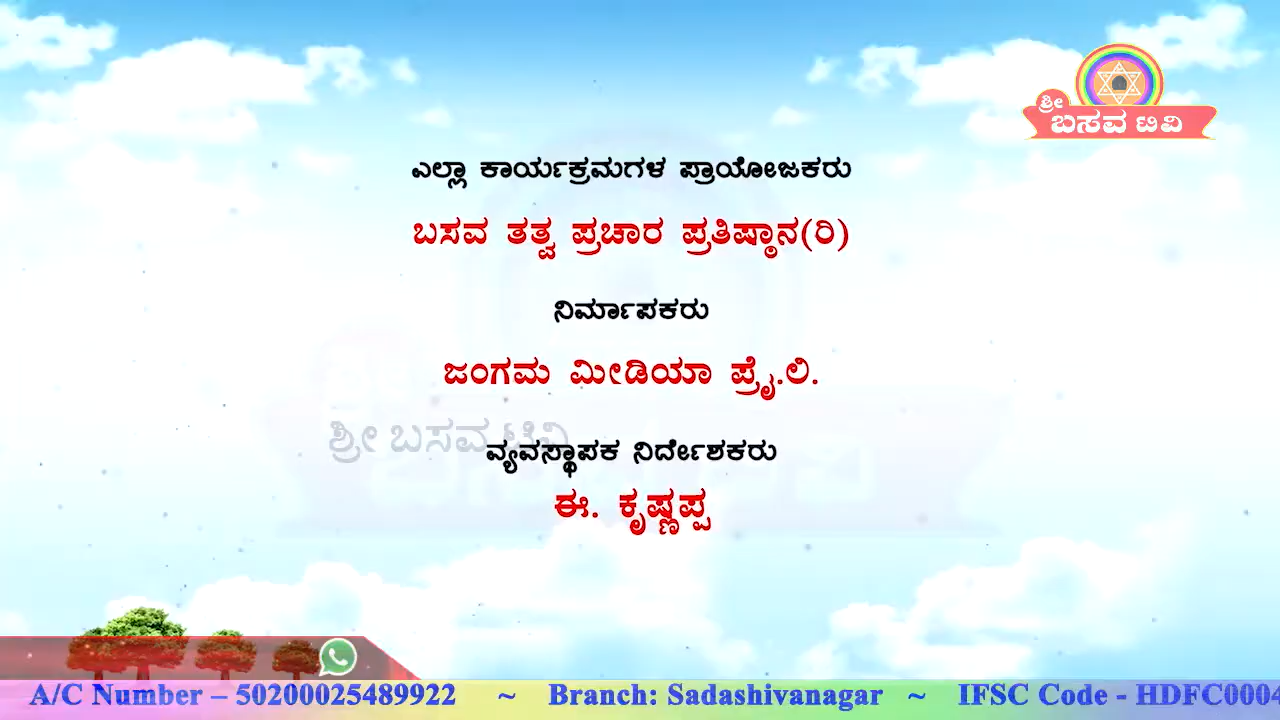 ಶ್ರೀ
ಬಸವ ಟಿವಿ
ಎಲ್ಲಾ ಕಾರ್ಯಕ್ರಮಗಳ ಪ್ರಾಯೋಜಕರು
ಬಸವ ತತ್ವ ಪ್ರಚಾರ ಪ್ರತಿಷ್ಠಾನ(ರಿ)
ನಿರ್ಮಾಪಕರು
ಜಂಗಮ ಮೀಡಿಯಾ ಪ್ರೈ.ಲಿ.
ಶ್ರೀ ಬಸವ ಟಿವಿ
ವ್ಯವಸ್ಥಾಪಕ ನಿರ್ದೇಶಕರು
ಈ. ಕೃಷ್ಣಪ್ಪ
A/C Number – 50200025489922 ~ Branch: Sadashivanagar ~ IFSC Code - HDFC0004